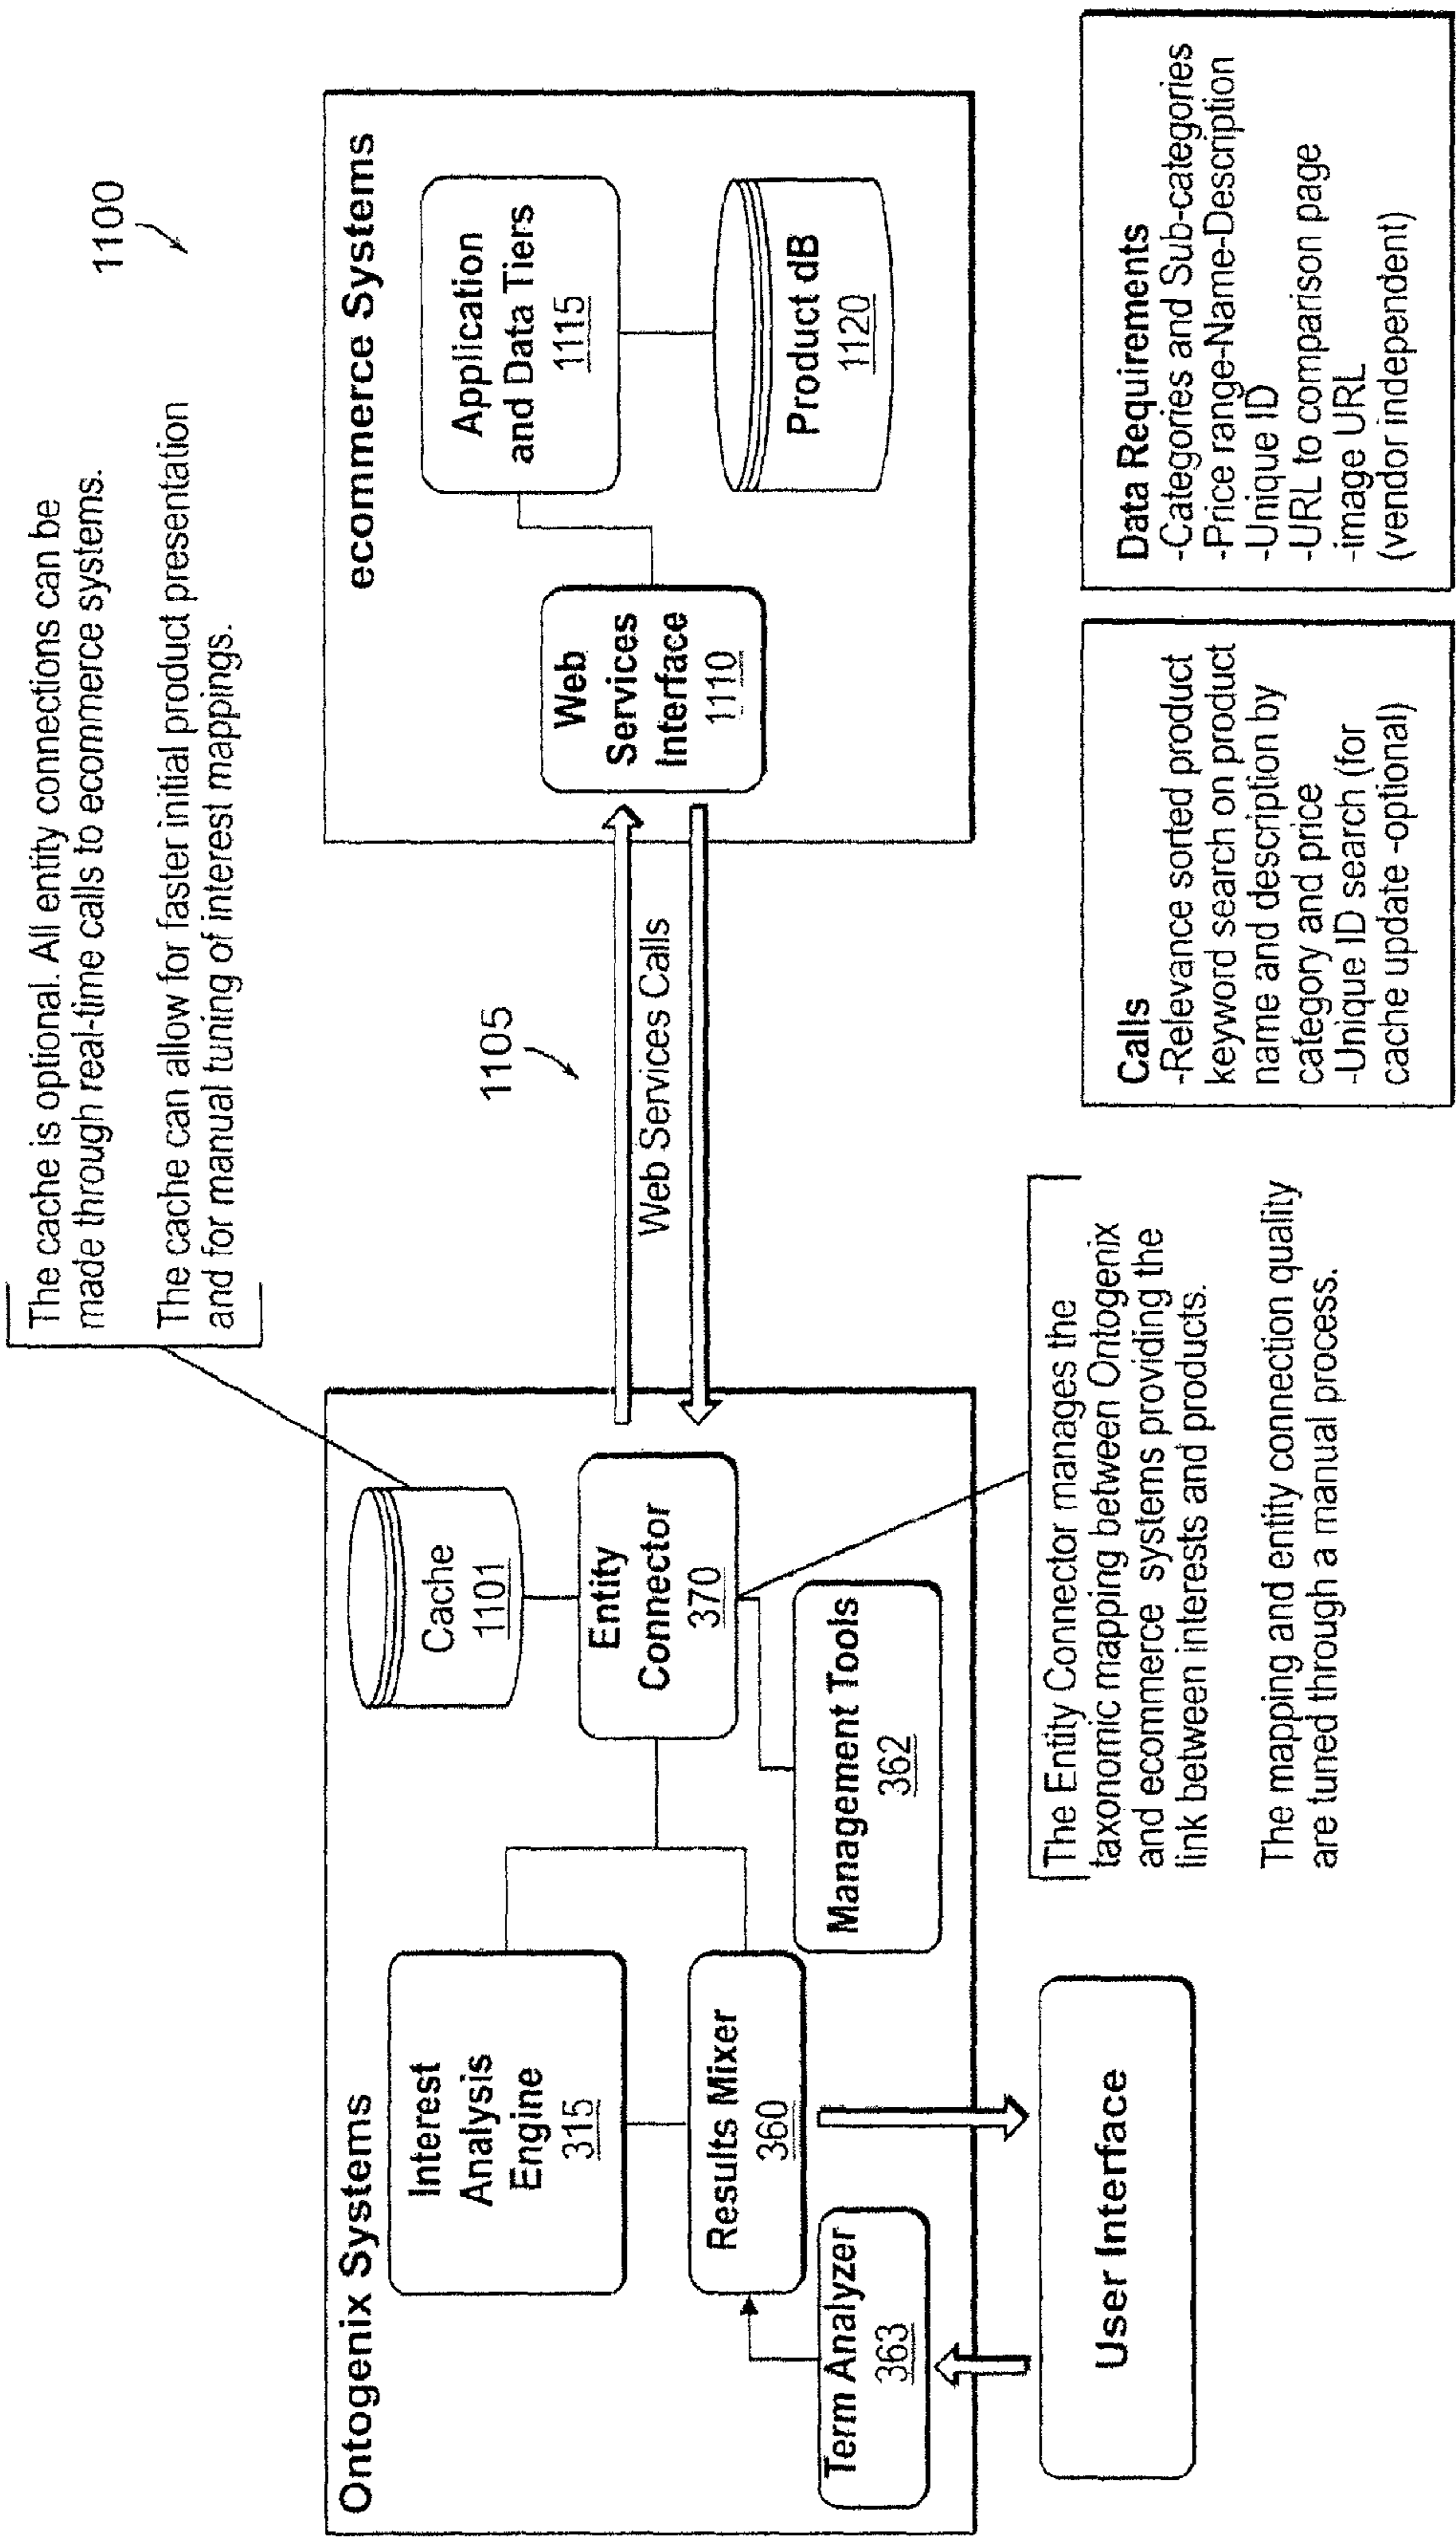 1100
The cache is optional. All entity connections can be
made through real-time calls to ecommerce systems.
The cache can allow for faster initial product presentation
and for manual tuning of interest mappings.
Ontogenix Systems
Interest
Analysis
Engine
315
Results Mixer
360
Term Analyzer
363
Cache
1101
Entity
Connector
370
Management Tools
362
User Interface
1105
Web Services Calls
ecommerce Systems
Web
Services
Interface
1110
Application
and Data Tiers
1115
Product dB
1120
The Entity Connector manages the
taxonomic mapping between Ontogenix
and ecommerce systems providing the
link between interests and products.
The mapping and entity connection quality
are tuned through a manual process.
Calls
-Relevance sorted product
keyword search on product
name and description by
category and price
-Unique ID search (for
cache update -optional)
Data Requirements
-Categories and Sub-categories
-Price range-Name-Description
-Unique ID
-URL to comparison page
-image URL
(vendor independent)